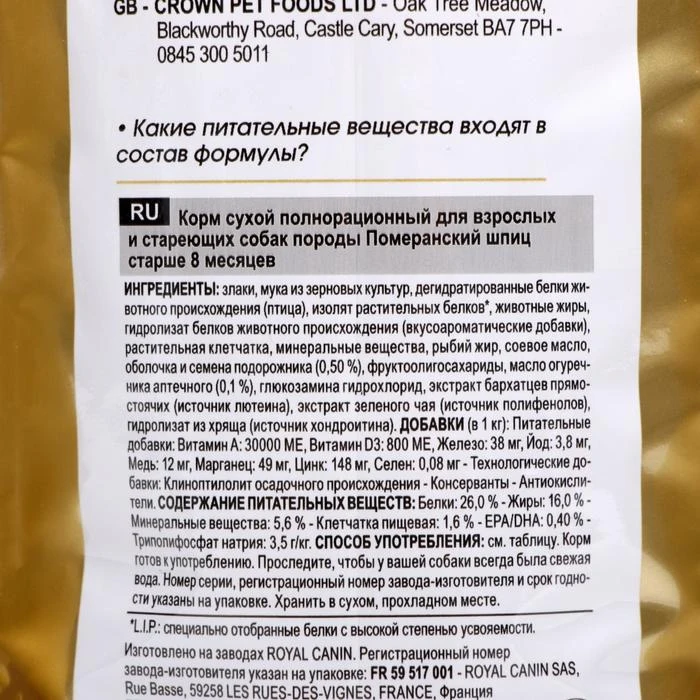 GB - CROWN PET FOODS LTD - Oak Tree Meadow,
Blackworthy Road, Castle Cary, Somerset BA7 7PH -
0845 300 5011
• Какие питательные вещества входят в
состав формулы?
RU Корм сухой полнорационный для взрослых
и стареющих собак породы Померанский шпиц
старше 8 месяцев
ИНГРЕДИЕНТЫ: злаки, мука из зерновых культур, дегидратированные белки жи-
вотного происхождения (птица), изолят растительных белков*, животные жиры,
гидролизат белков животного происхождения (вкусоароматические добавки),
растительная клетчатка, минеральные вещества, рыбий жир, соевое масло,
оболочка и семена подорожника (0,50 %), фруктоолигосахариды, масло огуреч-
ника аптечного (0,1 %), глюкозамина гидрохлорид, экстракт бархатцев прямо-
стоячих (источник лютеина), экстракт зеленого чая (источник полифенолов),
гидролизат из хряща (источник хондроитина). ДОБАВКИ (в 1 кг): Питательные
добавки: Витамин A: 30000 ME, Витамин D3: 800 ME, Железо: 38 мг, Йод: 3,8 мг,
Медь: 12 мг, Марганец: 49 мг, Цинк: 148 мг, Селен: 0,08 мг - Технологические до-
бавки: Клиноптилолит осадочного происхождения - Консерванты - Антиокисли-
тели. СОДЕРЖАНИЕ ПИТАТЕЛЬНЫХ ВЕЩЕСТВ: Белки: 26,0 % - Жиры: 16,0 % -
Минеральные вещества: 5,6 % - Клетчатка пищевая: 1,6 % - EPA/DHA: 0,40 % -
Триполифосфат натрия: 3,5 г/кг. СПОСОБ УПОТРЕБЛЕНИЯ: см. таблицу. Корм
готов к употреблению. Проследите, чтобы у вашей собаки всегда была свежая
вода. Номер серии, регистрационный номер завода-изготовителя и срок годно-
сти указаны на упаковке. Хранить в сухом, прохладном месте.
*L.I.P.: специально отобранные белки с высокой степенью усвояемости.
Изготовлено на заводах ROYAL CANIN. Регистрационный номер
завода-изготовителя указан на упаковке: FR 59 517 001 - ROYAL CANIN SAS,
Rue Basse, 59258 LES RUES-DES-VIGNES, FRANCE, Франция